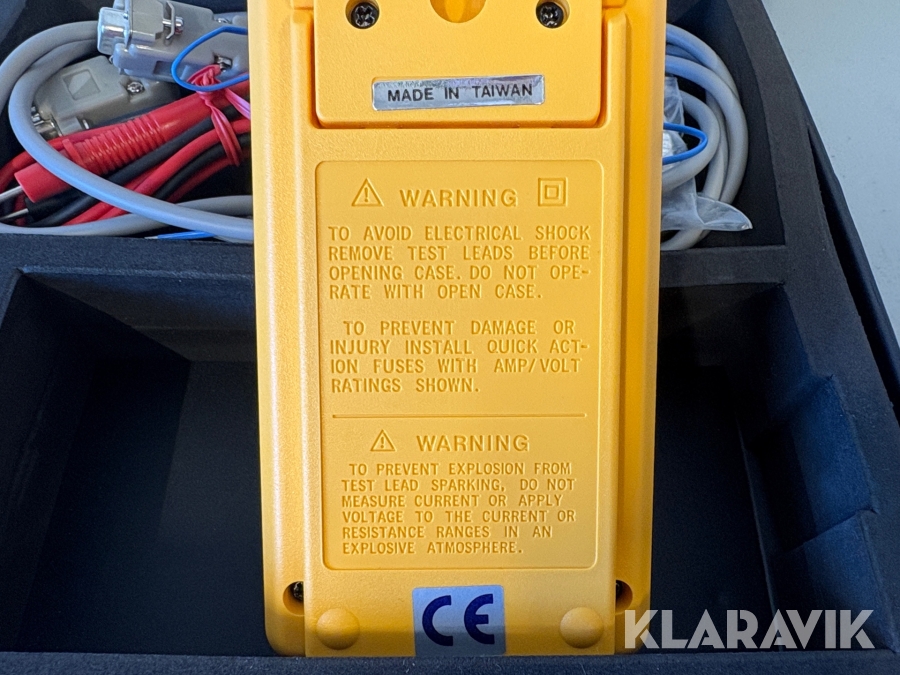 MADE IN TAIWAN
WARNING
TO AVOID ELECTRICAL SHOCK
REMOVE TEST LEADS BEFORE
OPENING CASE. DO NOT OPE-
RATE WITH OPEN CASE.
TO PREVENT DAMAGE OR
INJURY INSTALL QUICK ACT-
ION FUSES WITH AMP/VOLT
RATINGS SHOWN.
WARNING
TO PREVENT EXPLOSION FROM
TEST LEAD SPARKING, DO NOT
MEASURE CURRENT OR APPLY
VOLTAGE TO THE CURRENT OR
RESISTANCE RANGES IN AN
EXPLOSIVE ATMOSPHERE.
CE
KLARAVIK